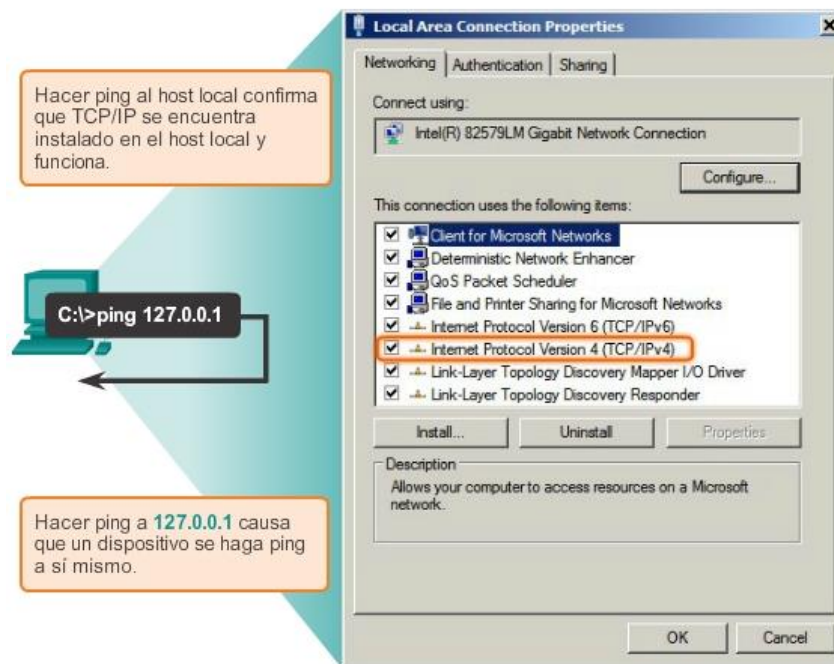 Hacer ping al host local confirma
que TCP/IP se encuentra
instalado en el host local y
funciona.
C:\>ping 127.0.0.1
Hacer ping a 127.0.0.1 causa
que un dispositivo se haga ping
a sí mismo.
Local Area Connection Properties
Networking Authentication Sharing
Connect using:
Intel(R) 82579LM Gigabit Network Connection
Configure...
This connection uses the following items:
Client for Microsoft Networks
Deterministic Network Enhancer
QoS Packet Scheduler
File and Printer Sharing for Microsoft Networks
Internet Protocol Version 6 (TCP/IPv6)
Internet Protocol Version 4 (TCP/IPv4)
Link-Layer Topology Discovery Mapper I/O Driver
Link-Layer Topology Discovery Responder
Install... Uninstall Properties
Description
Allows your computer to access resources on a Microsoft
network.
OK Cancel